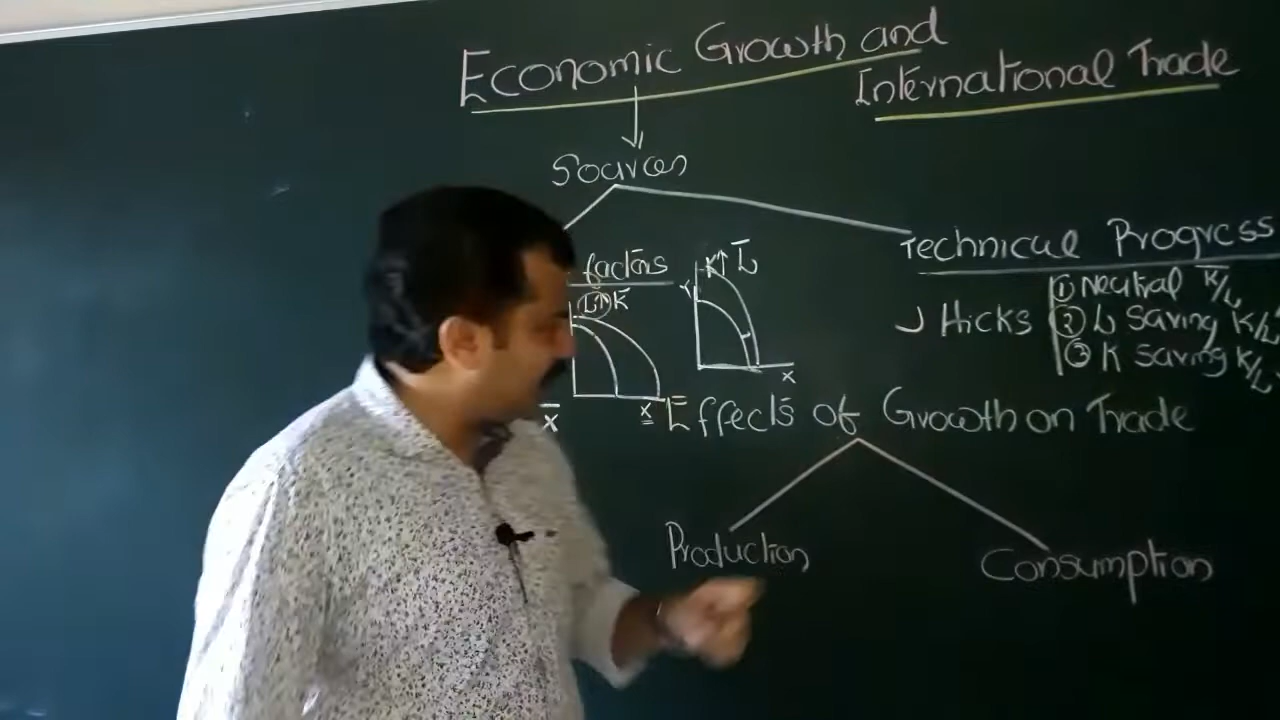 Economic Growth and
International Trade
Sources
factors
Technical Progress
L↑ K̄
K↑ L̄
Y
X
X
X
Hicks
① Neutral K/L
② L saving K/L
③ K saving K/L
Effects of Growth on Trade
Production
Consumption